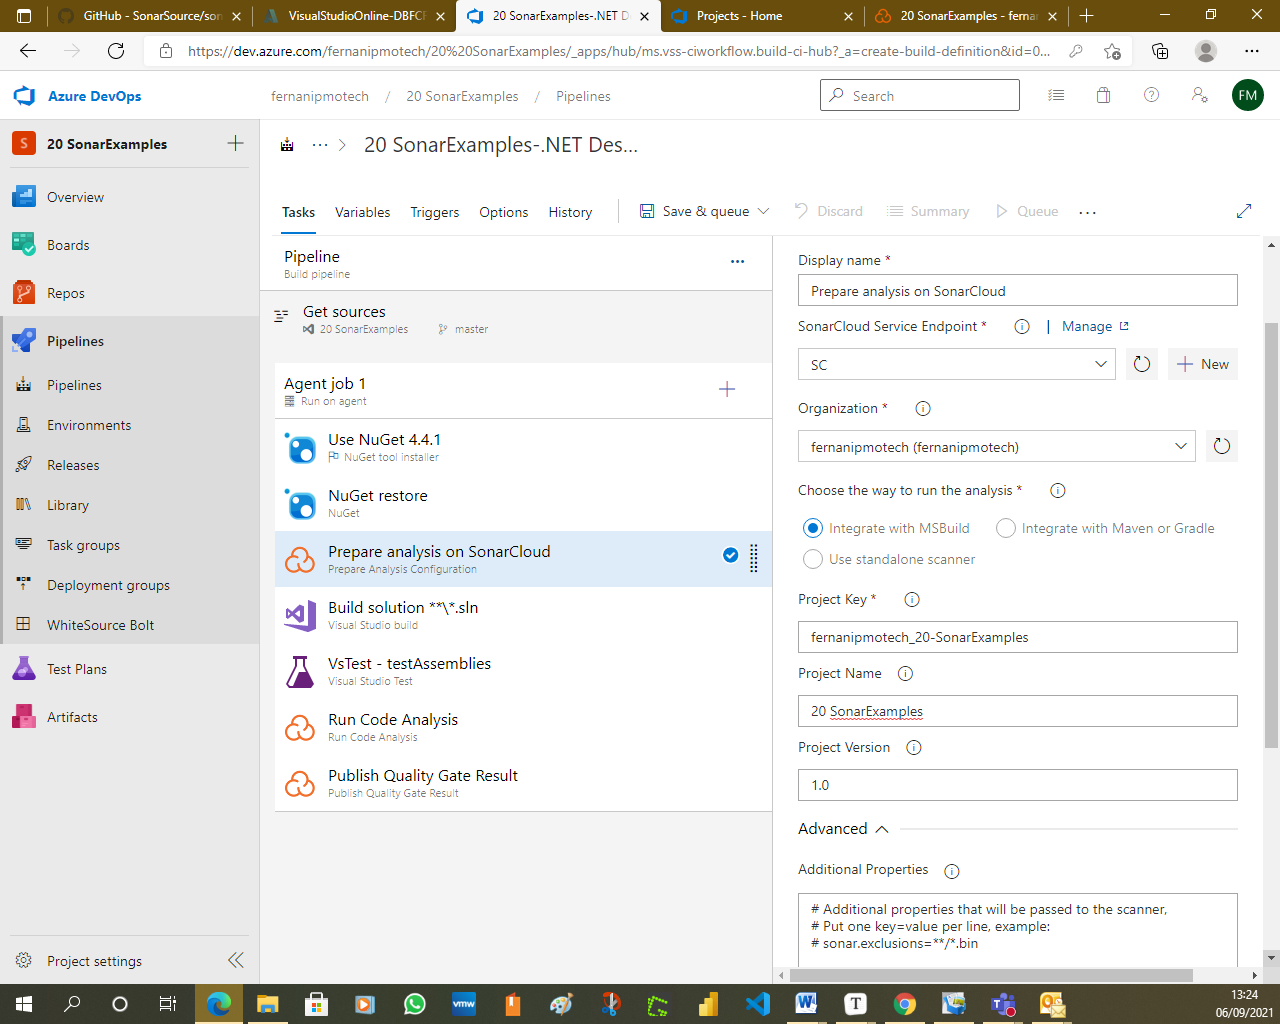 GitHub - SonarSource/son
VisualStudioOnline-DBFCF
20 SonarExamples-.NET D
Projects - Home
20 SonarExamples - fernan
https://dev.azure.com/fernanipmotech/20%20SonarExamples/_apps/hub/ms.vss-ciworkflow.build-ci-hub?_a=create-build-definition&id=0...
Azure DevOps
fernanipmotech / 20 SonarExamples / Pipelines
Search
FM
S 20 SonarExamples
Overview
Boards
Repos
Pipelines
Pipelines
Environments
Releases
Library
Task groups
Deployment groups
WhiteSource Bolt
Test Plans
Artifacts
Project settings
... > 20 SonarExamples-.NET Des...
Tasks Variables Triggers Options History
Save & queue Discard Summary Queue ...
Pipeline
Build pipeline
Get sources
20 SonarExamples master
Agent job 1
Run on agent
Use NuGet 4.4.1
NuGet tool installer
NuGet restore
NuGet
Prepare analysis on SonarCloud
Prepare Analysis Configuration
Build solution **\*.sln
Visual Studio build
VsTest - testAssemblies
Visual Studio Test
Run Code Analysis
Run Code Analysis
Publish Quality Gate Result
Publish Quality Gate Result
Display name *
Prepare analysis on SonarCloud
SonarCloud Service Endpoint * | Manage
SC
New
Organization *
fernanipmotech (fernanipmotech)
Choose the way to run the analysis *
Integrate with MSBuild Integrate with Maven or Gradle
Use standalone scanner
Project Key *
fernanipmotech_20-SonarExamples
Project Name
20 SonarExamples
Project Version
1.0
Advanced
Additional Properties
# Additional properties that will be passed to the scanner,
# Put one key=value per line, example:
# sonar.exclusions=**/*.bin
vmw
13:24
06/09/2021